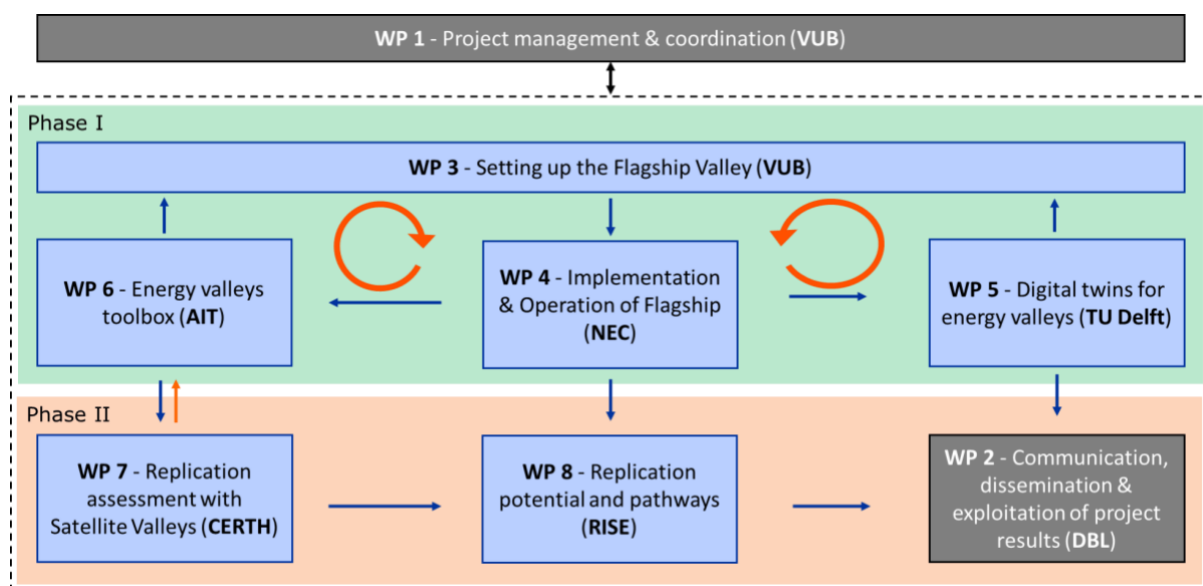 WP 1 - Project management & coordination (VUB)
Phase I
WP 3 - Setting up the Flagship Valley (VUB)
WP 6 - Energy valleys
toolbox (AIT)
WP 4 - Implementation
& Operation of Flagship
(NEC)
WP 5 - Digital twins for
energy valleys (TU Delft)
Phase II
WP 7 - Replication
assessment with
Satellite Valleys (CERTH)
WP 8 - Replication
potential and pathways
(RISE)
WP 2 - Communication,
dissemination &
exploitation of project
results (DBL)